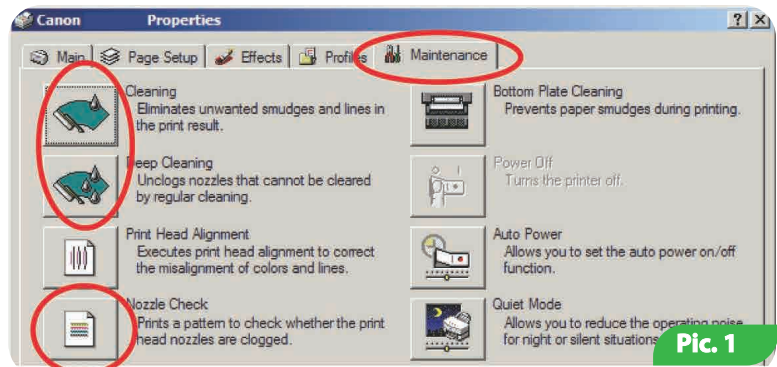 Canon Properties
Main Page Setup Effects Profiles Maintenance
Cleaning
Eliminates unwanted smudges and lines in
the print result.
Deep Cleaning
Unclogs nozzles that cannot be cleared
by regular cleaning.
Print Head Alignment
Executes print head alignment to correct
the misalignment of colors and lines.
Nozzle Check
Prints a pattern to check whether the print
head nozzles are clogged.
Bottom Plate Cleaning
Prevents paper smudges during printing.
Power Off
Turns the printer off.
Auto Power
Allows you to set the auto power on/off
function.
Quiet Mode
Allows you to reduce the operating noise
for night or silent situations
Pic. 1